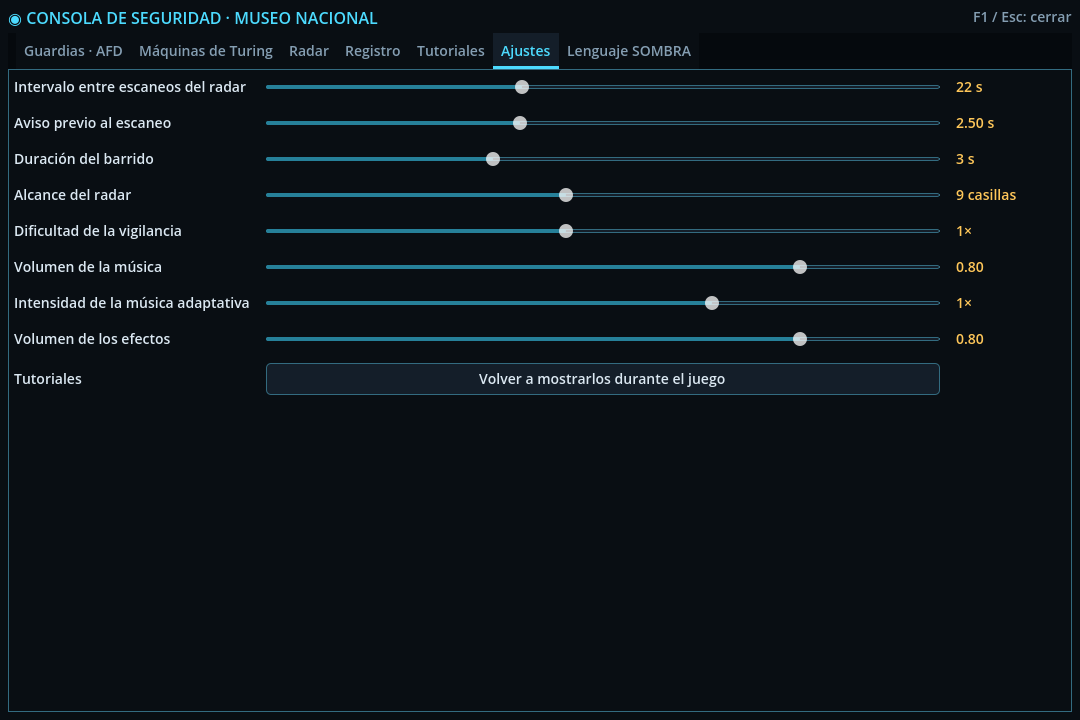 ◉ CONSOLA DE SEGURIDAD · MUSEO NACIONAL
F1 / Esc: cerrar
Guardias · AFD Máquinas de Turing Radar Registro Tutoriales Ajustes Lenguaje SOMBRA
Intervalo entre escaneos del radar 22 s
Aviso previo al escaneo 2.50 s
Duración del barrido 3 s
Alcance del radar 9 casillas
Dificultad de la vigilancia 1×
Volumen de la música 0.80
Intensidad de la música adaptativa 1×
Volumen de los efectos 0.80
Tutoriales Volver a mostrarlos durante el juego